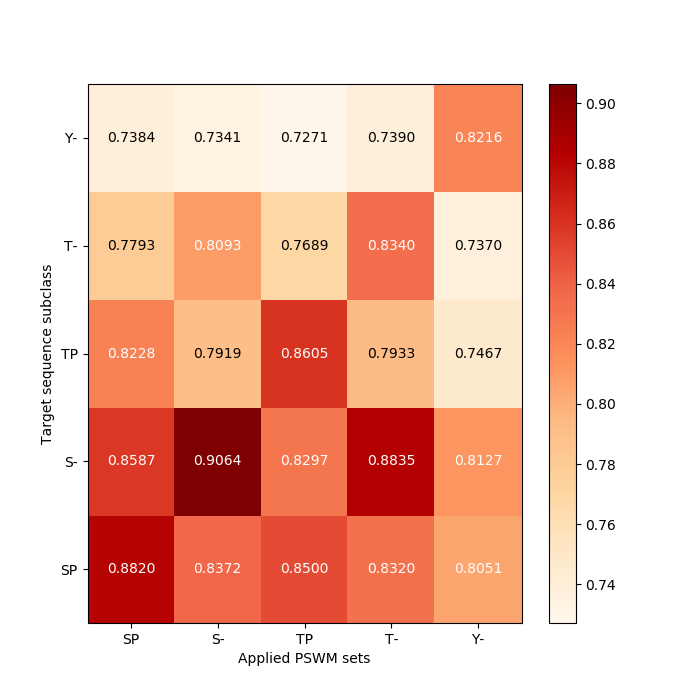 0.90
Y-
0.7384 0.7341 0.7271 0.7390 0.8216
0.88
T-
0.7793 0.8093 0.7689 0.8340 0.7370
0.86
0.84
Target sequence subclass
TP
0.8228 0.7919 0.8605 0.7933 0.7467
0.82
0.80
S-
0.8587 0.9064 0.8297 0.8835 0.8127
0.78
0.76
SP
0.8820 0.8372 0.8500 0.8320 0.8051
0.74
SP S- TP T- Y-
Applied PSWM sets